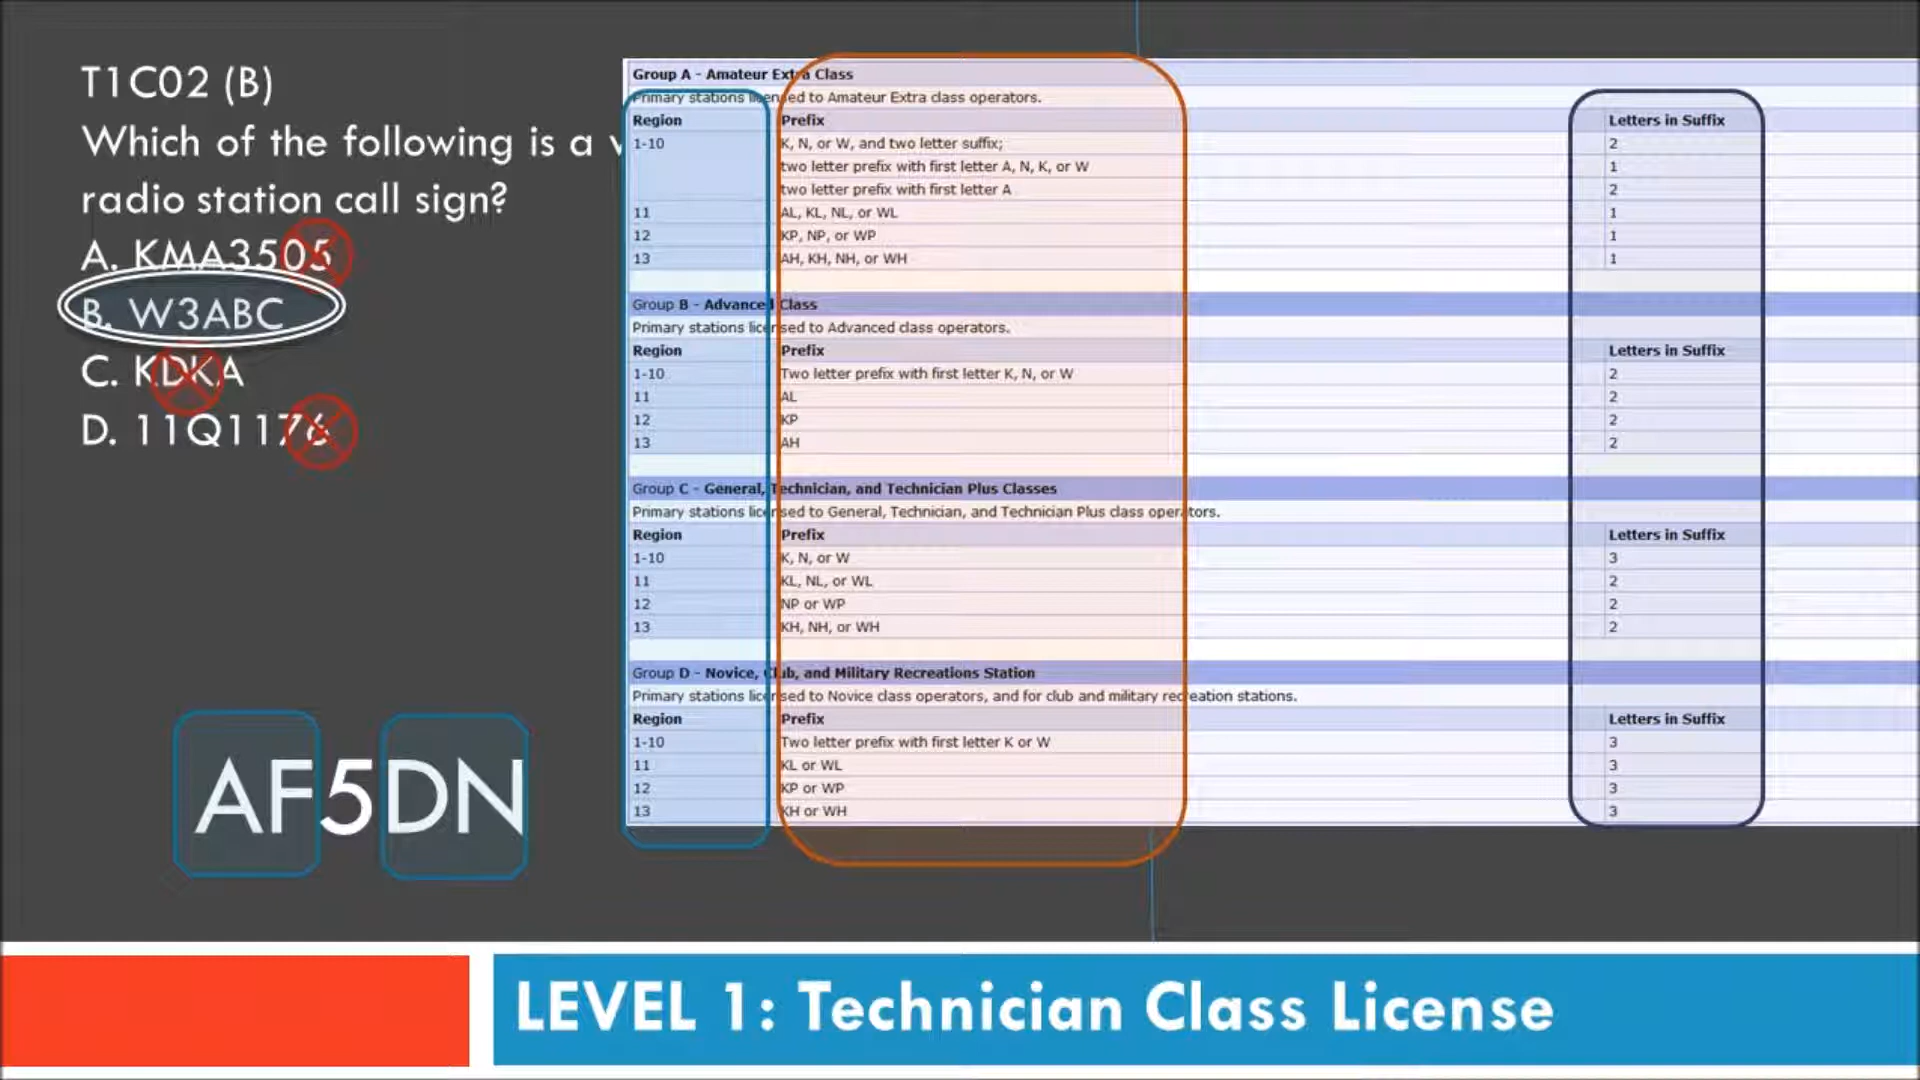 T1C02 (B)
Which of the following is a v
radio station call sign?
A. KMA3505
B. W3ABC
C. KDKA
D. 11Q1176
AF5DN
Group A - Amateur Extra Class
Primary stations licensed to Amateur Extra class operators.
Region Prefix Letters in Suffix
1-10 K, N, or W, and two letter suffix; 2
two letter prefix with first letter A, N, K, or W 1
two letter prefix with first letter A 2
11 AL, KL, NL, or WL 1
12 KP, NP, or WP 1
13 AH, KH, NH, or WH 1
Group B - Advanced Class
Primary stations licensed to Advanced class operators.
Region Prefix Letters in Suffix
1-10 Two letter prefix with first letter K, N, or W 2
11 AL 2
12 KP 2
13 AH 2
Group C - General, Technician, and Technician Plus Classes
Primary stations licensed to General, Technician, and Technician Plus class operators.
Region Prefix Letters in Suffix
1-10 K, N, or W 3
11 KL, NL, or WL 2
12 NP or WP 2
13 KH, NH, or WH 2
Group D - Novice, Club, and Military Recreations Station
Primary stations licensed to Novice class operators, and for club and military recreation stations.
Region Prefix Letters in Suffix
1-10 Two letter prefix with first letter K or W 3
11 KL or WL 3
12 KP or WP 3
13 KH or WH 3
LEVEL 1: Technician Class License